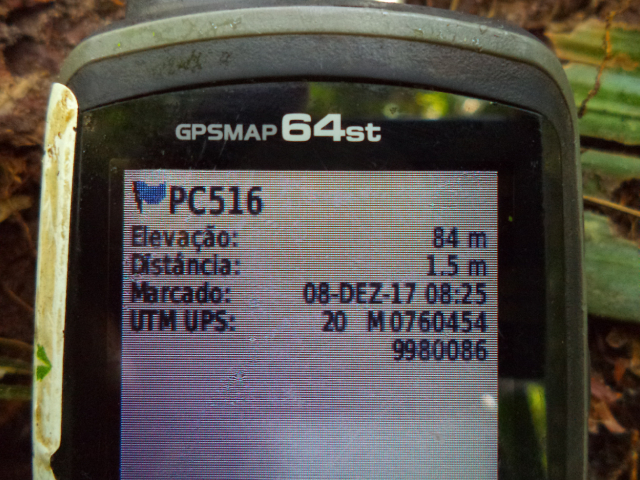 GPSMAP 64st
PC516
Elevação: 84 m
Distância: 1.5 m
Marcado: 08-DEZ-17 08:25
UTM UPS: 20 M 0760454
9980086